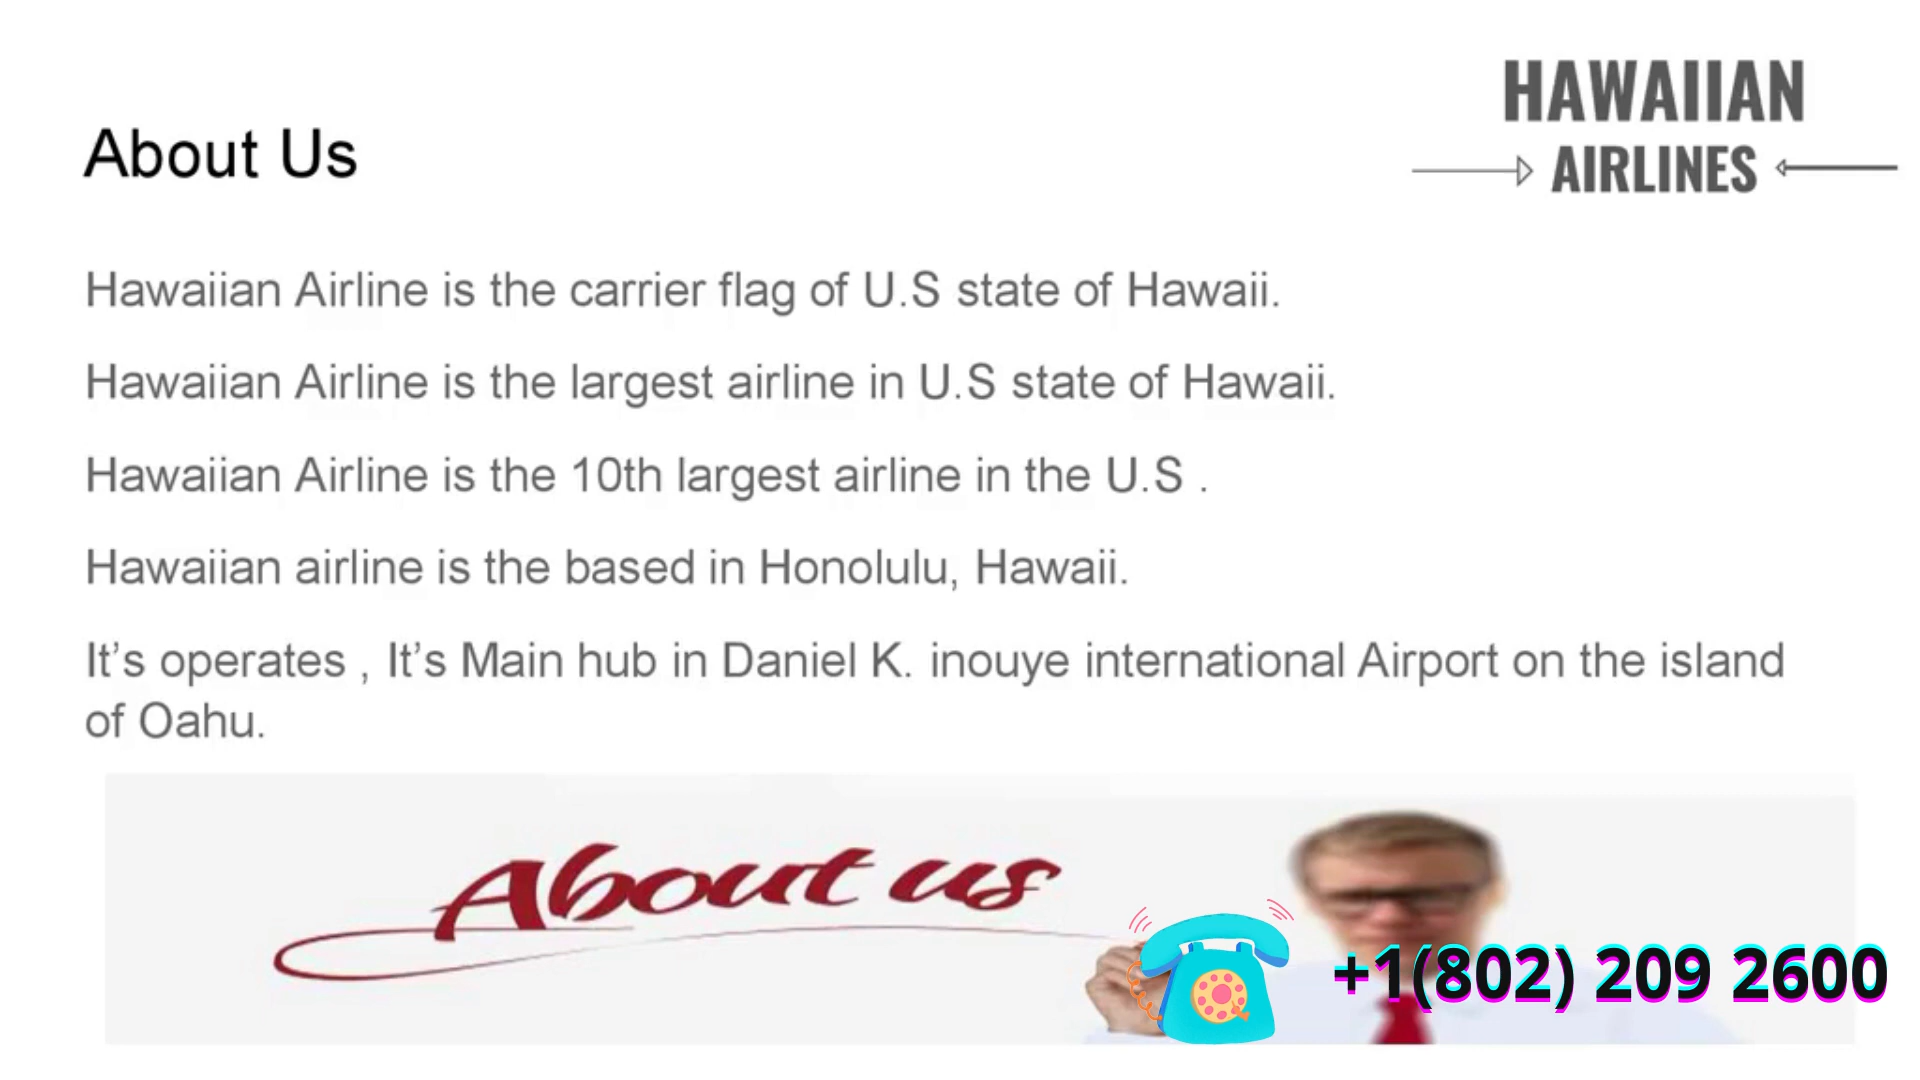 HAWAIIAN
AIRLINES
About Us
Hawaiian Airline is the carrier flag of U.S state of Hawaii.
Hawaiian Airline is the largest airline in U.S state of Hawaii.
Hawaiian Airline is the 10th largest airline in the U.S .
Hawaiian airline is the based in Honolulu, Hawaii.
It’s operates , It’s Main hub in Daniel K. inouye international Airport on the island
of Oahu.
About us
+1(802) 209 2600